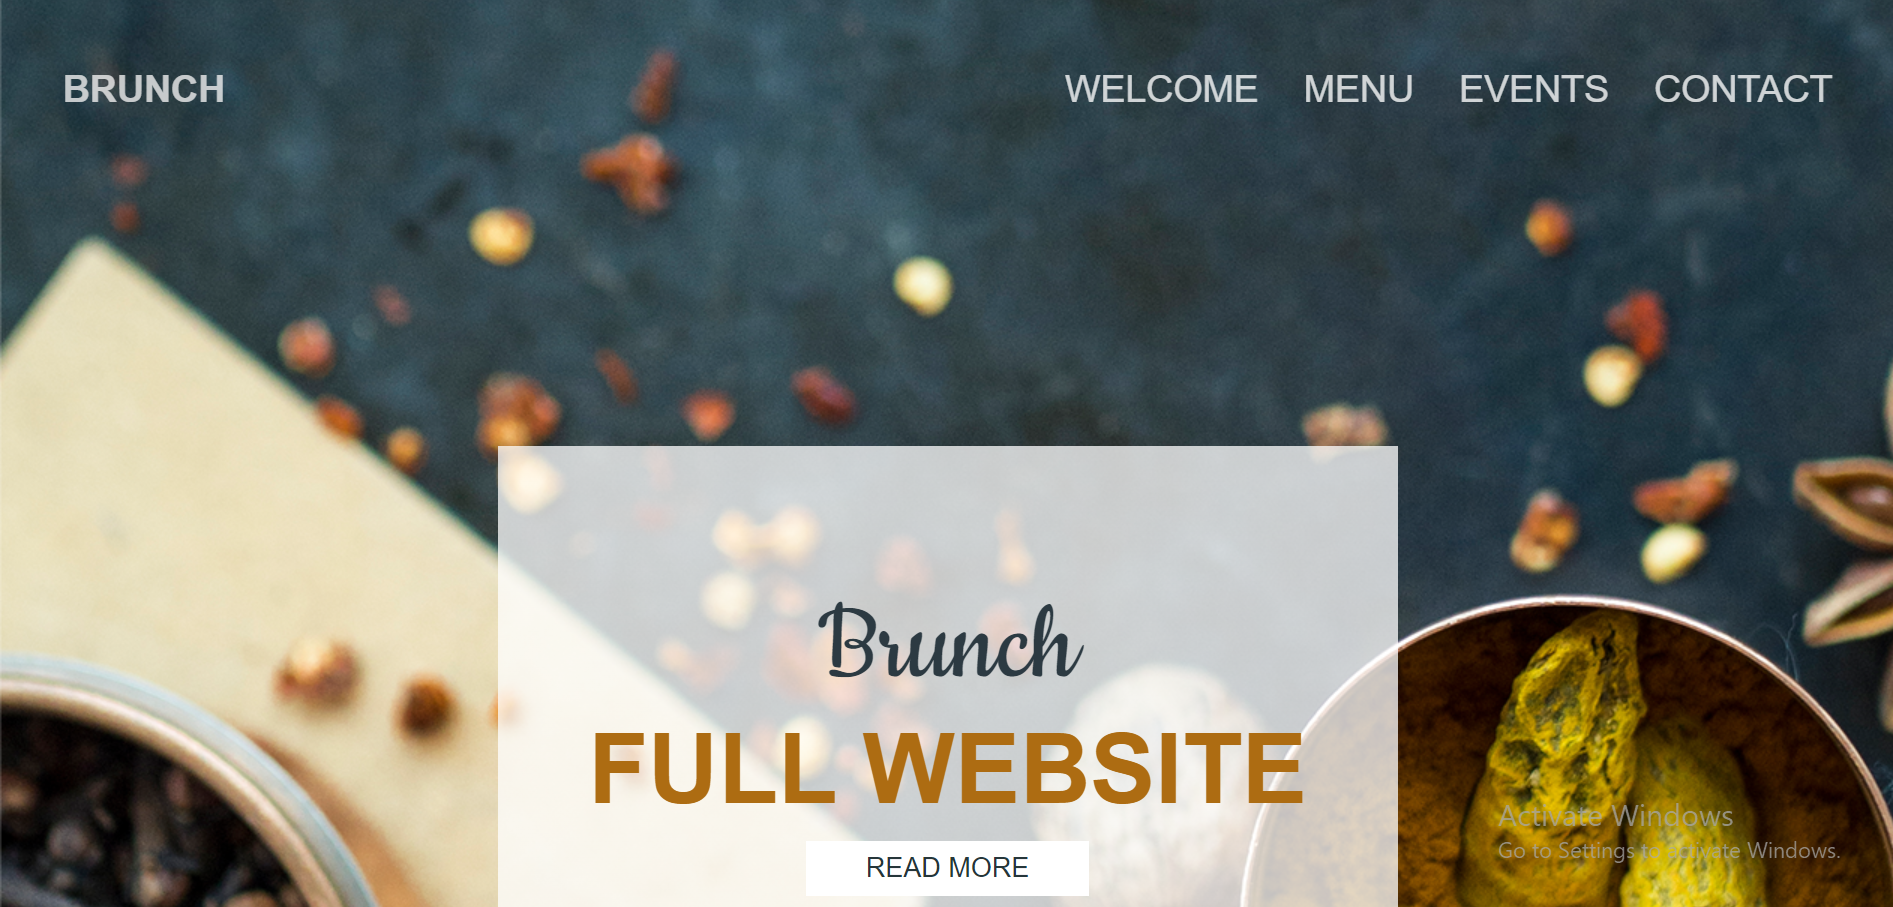 BRUNCH
WELCOME MENU EVENTS CONTACT
Brunch
FULL WEBSITE
READ MORE
Activate Windows
Go to Settings to activate Windows.